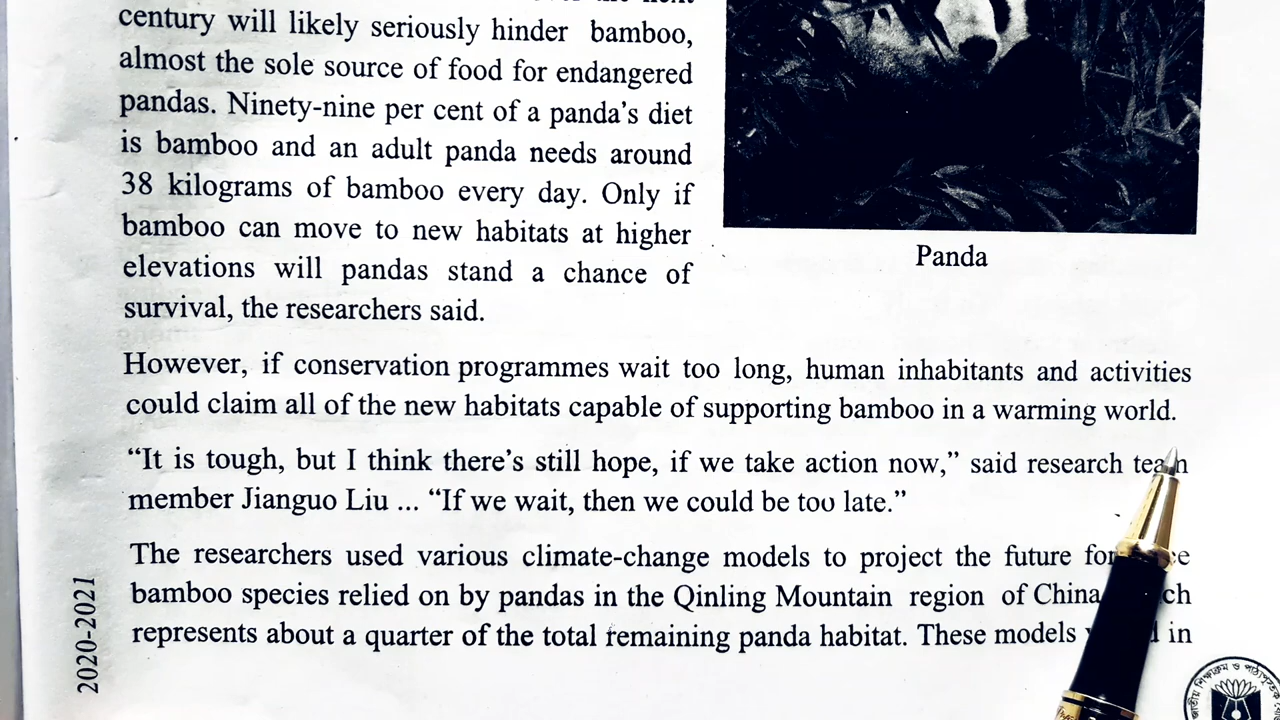 century will likely seriously hinder bamboo,
almost the sole source of food for endangered
pandas. Ninety-nine per cent of a panda's diet
is bamboo and an adult panda needs around
38 kilograms of bamboo every day. Only if
bamboo can move to new habitats at higher
elevations will pandas stand a chance of
survival, the researchers said.
Panda
However, if conservation programmes wait too long, human inhabitants and activities
could claim all of the new habitats capable of supporting bamboo in a warming world.
“It is tough, but I think there's still hope, if we take action now,” said research team
member Jianguo Liu ... “If we wait, then we could be too late.”
The researchers used various climate-change models to project the future for
bamboo species relied on by pandas in the Qinling Mountain region of China
represents about a quarter of the total remaining panda habitat. These models in
2020-2021